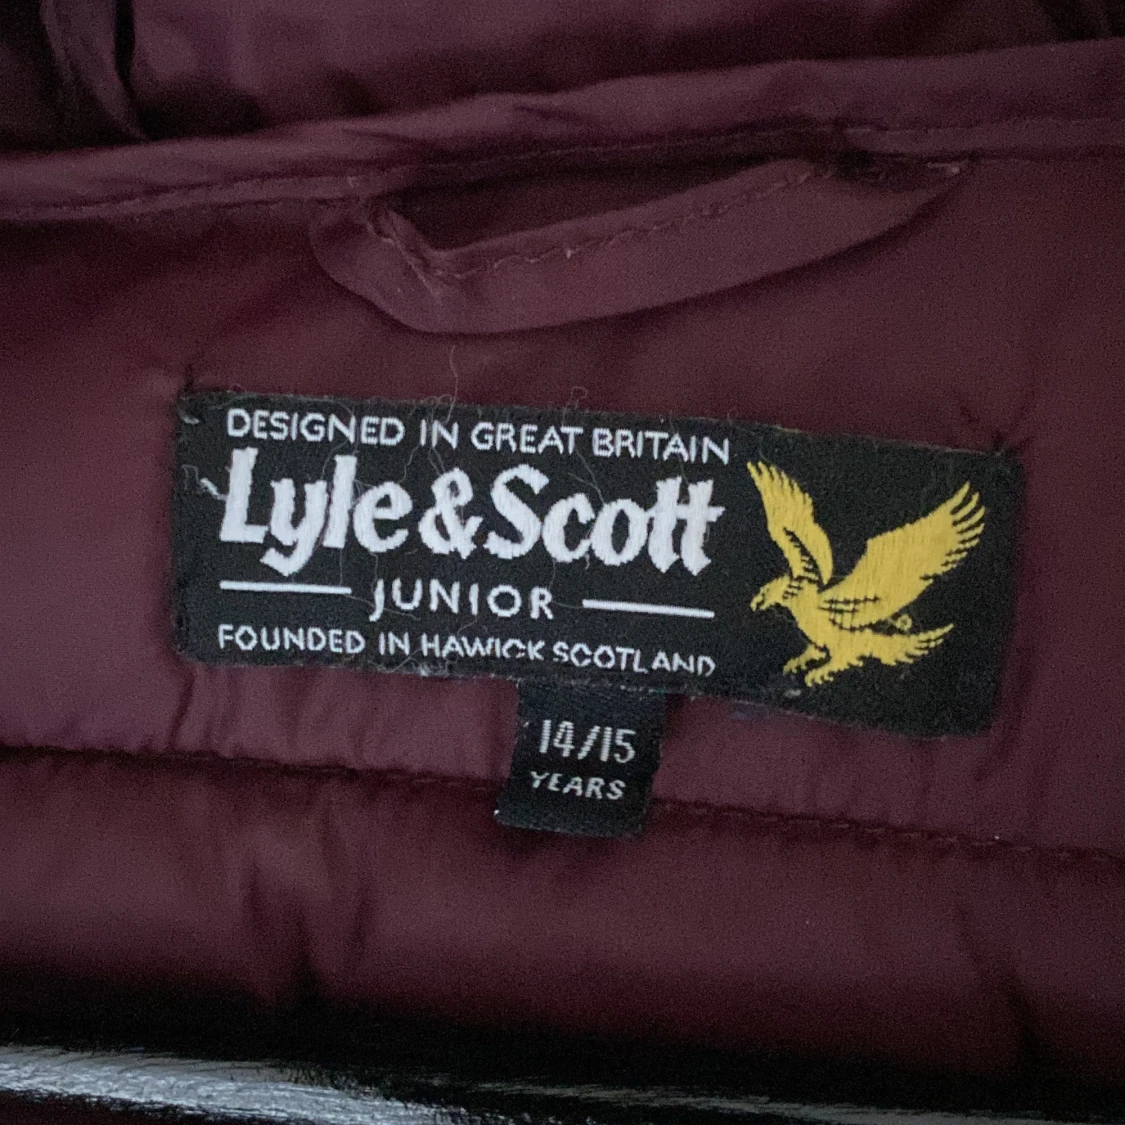 DESIGNED IN GREAT BRITAIN
Lyle & Scott
JUNIOR
FOUNDED IN HAWICK SCOTLAND
14/15
YEARS